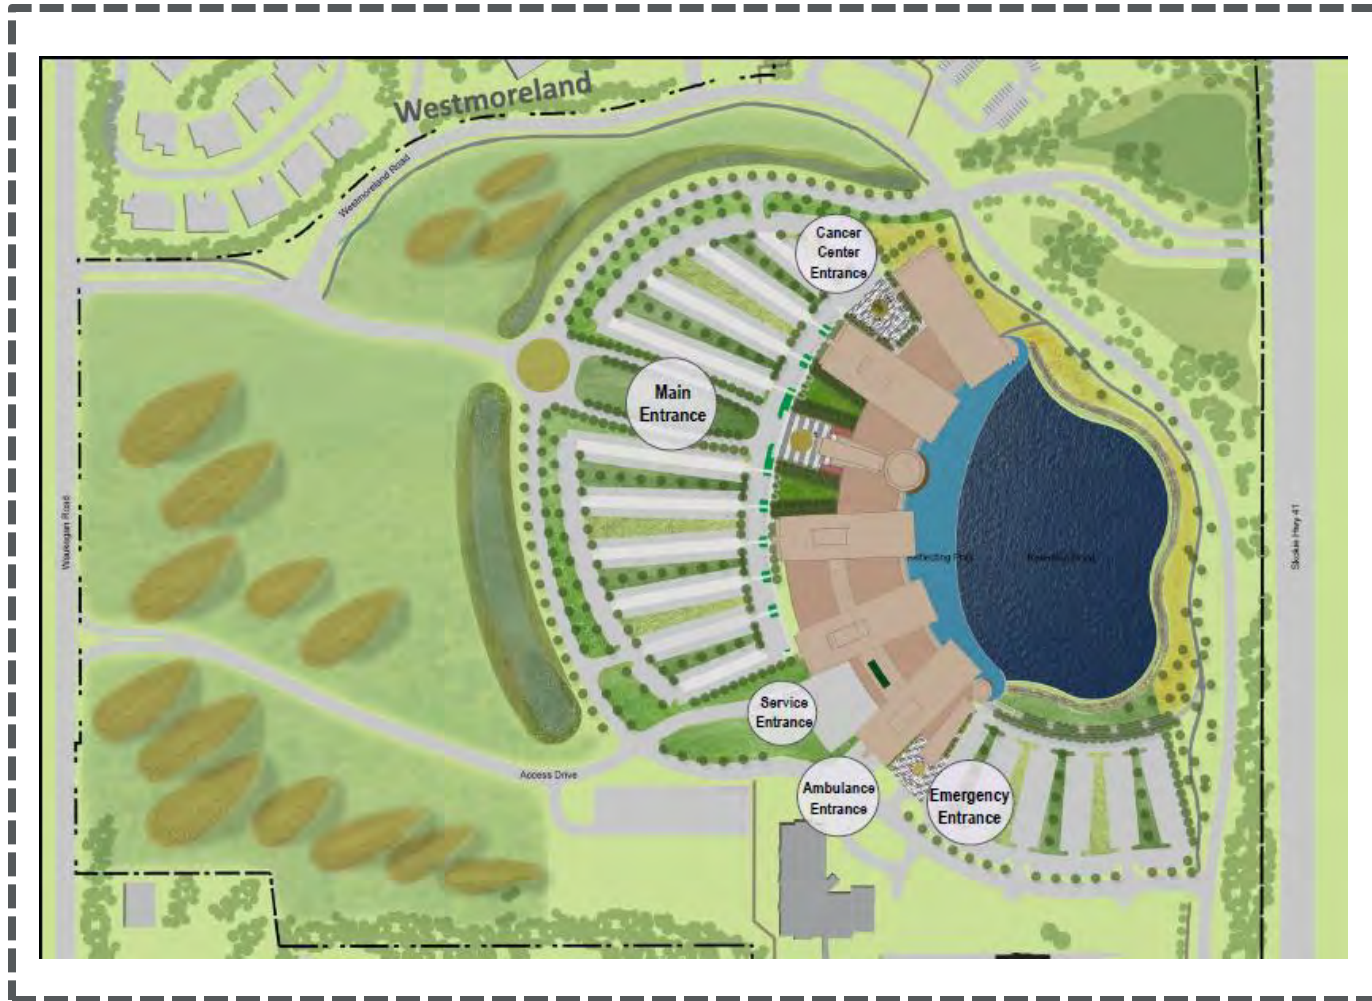 Westmoreland
Westmoreland Road
Cancer
Center
Entrance
Main
Entrance
Waukegan Road
Skokie Hwy 41
Reflecting Pool
Service
Entrance
Access Drive
Ambulance
Entrance
Emergency
Entrance